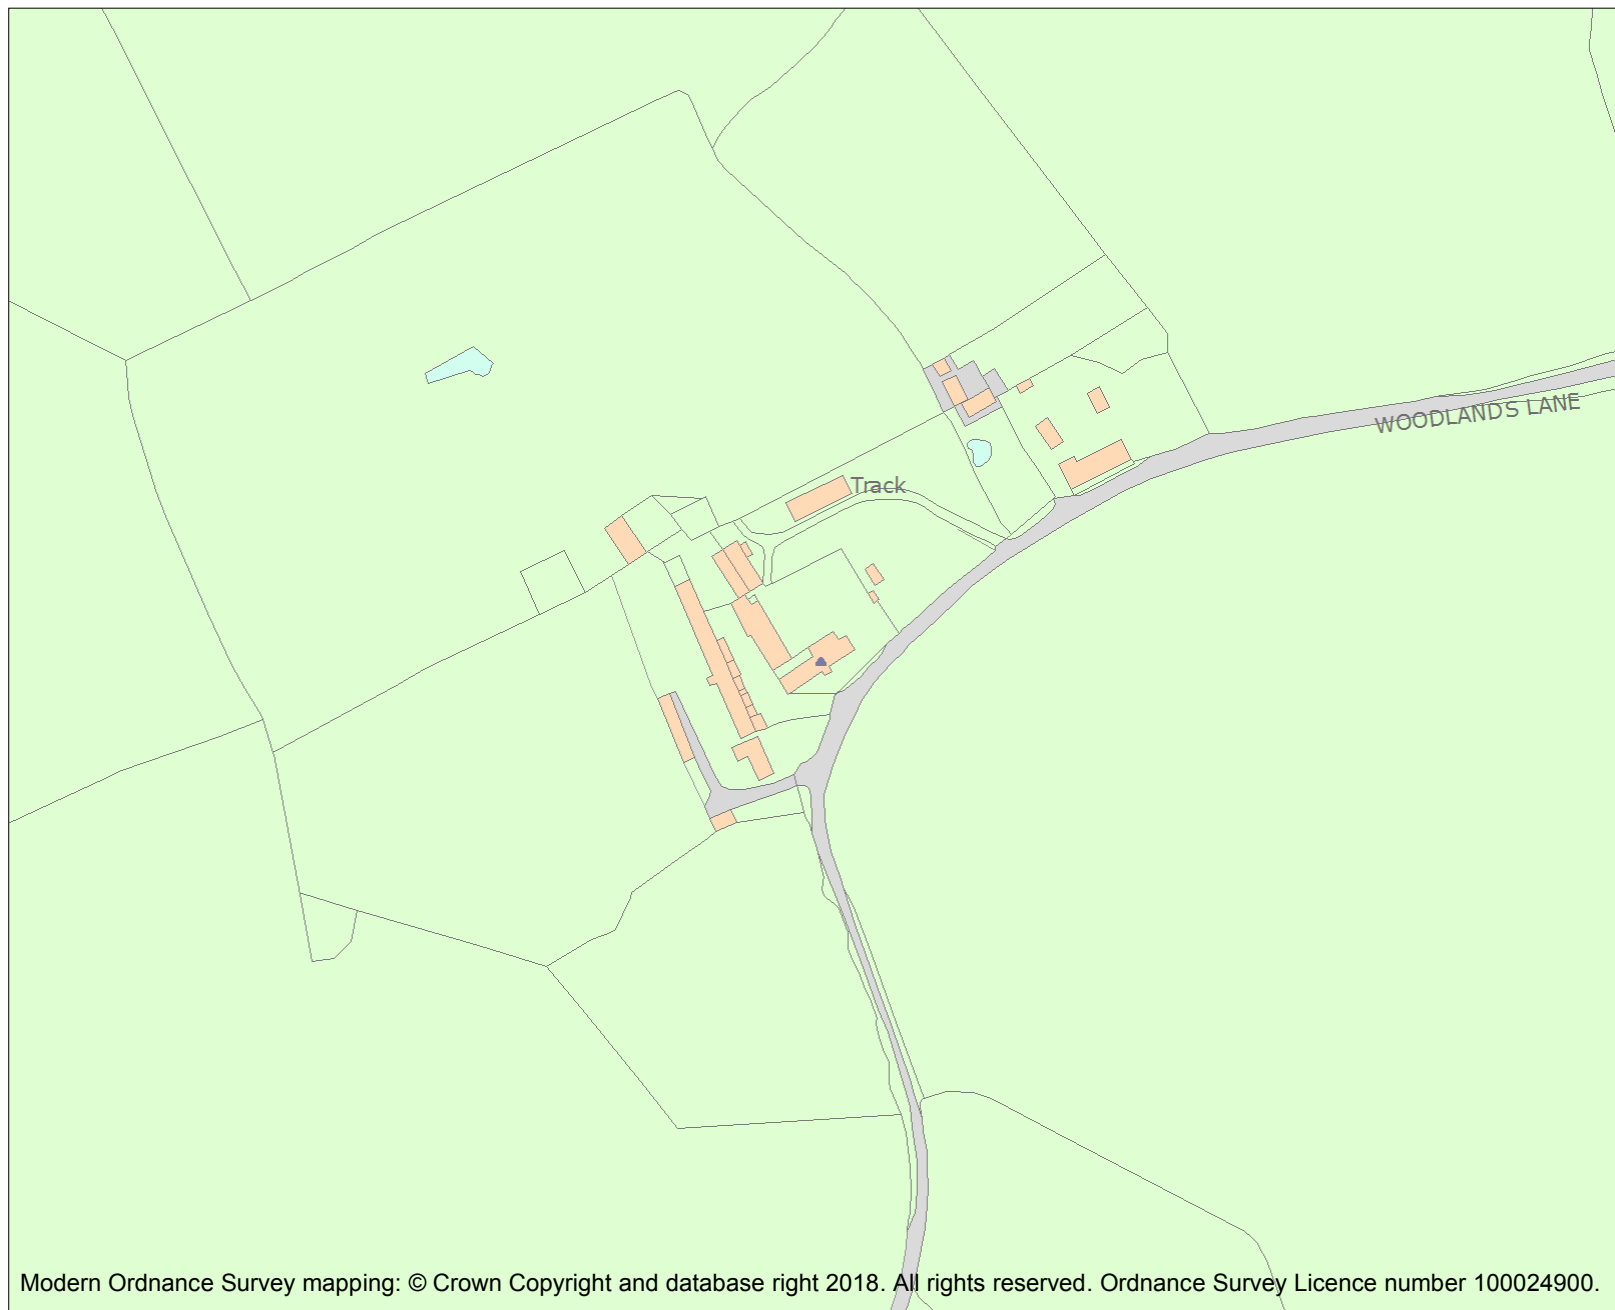 WOODLANDS LANE
Track
Modern Ordnance Survey mapping: © Crown Copyright and database right 2018. All rights reserved. Ordnance Survey Licence number 100024900.